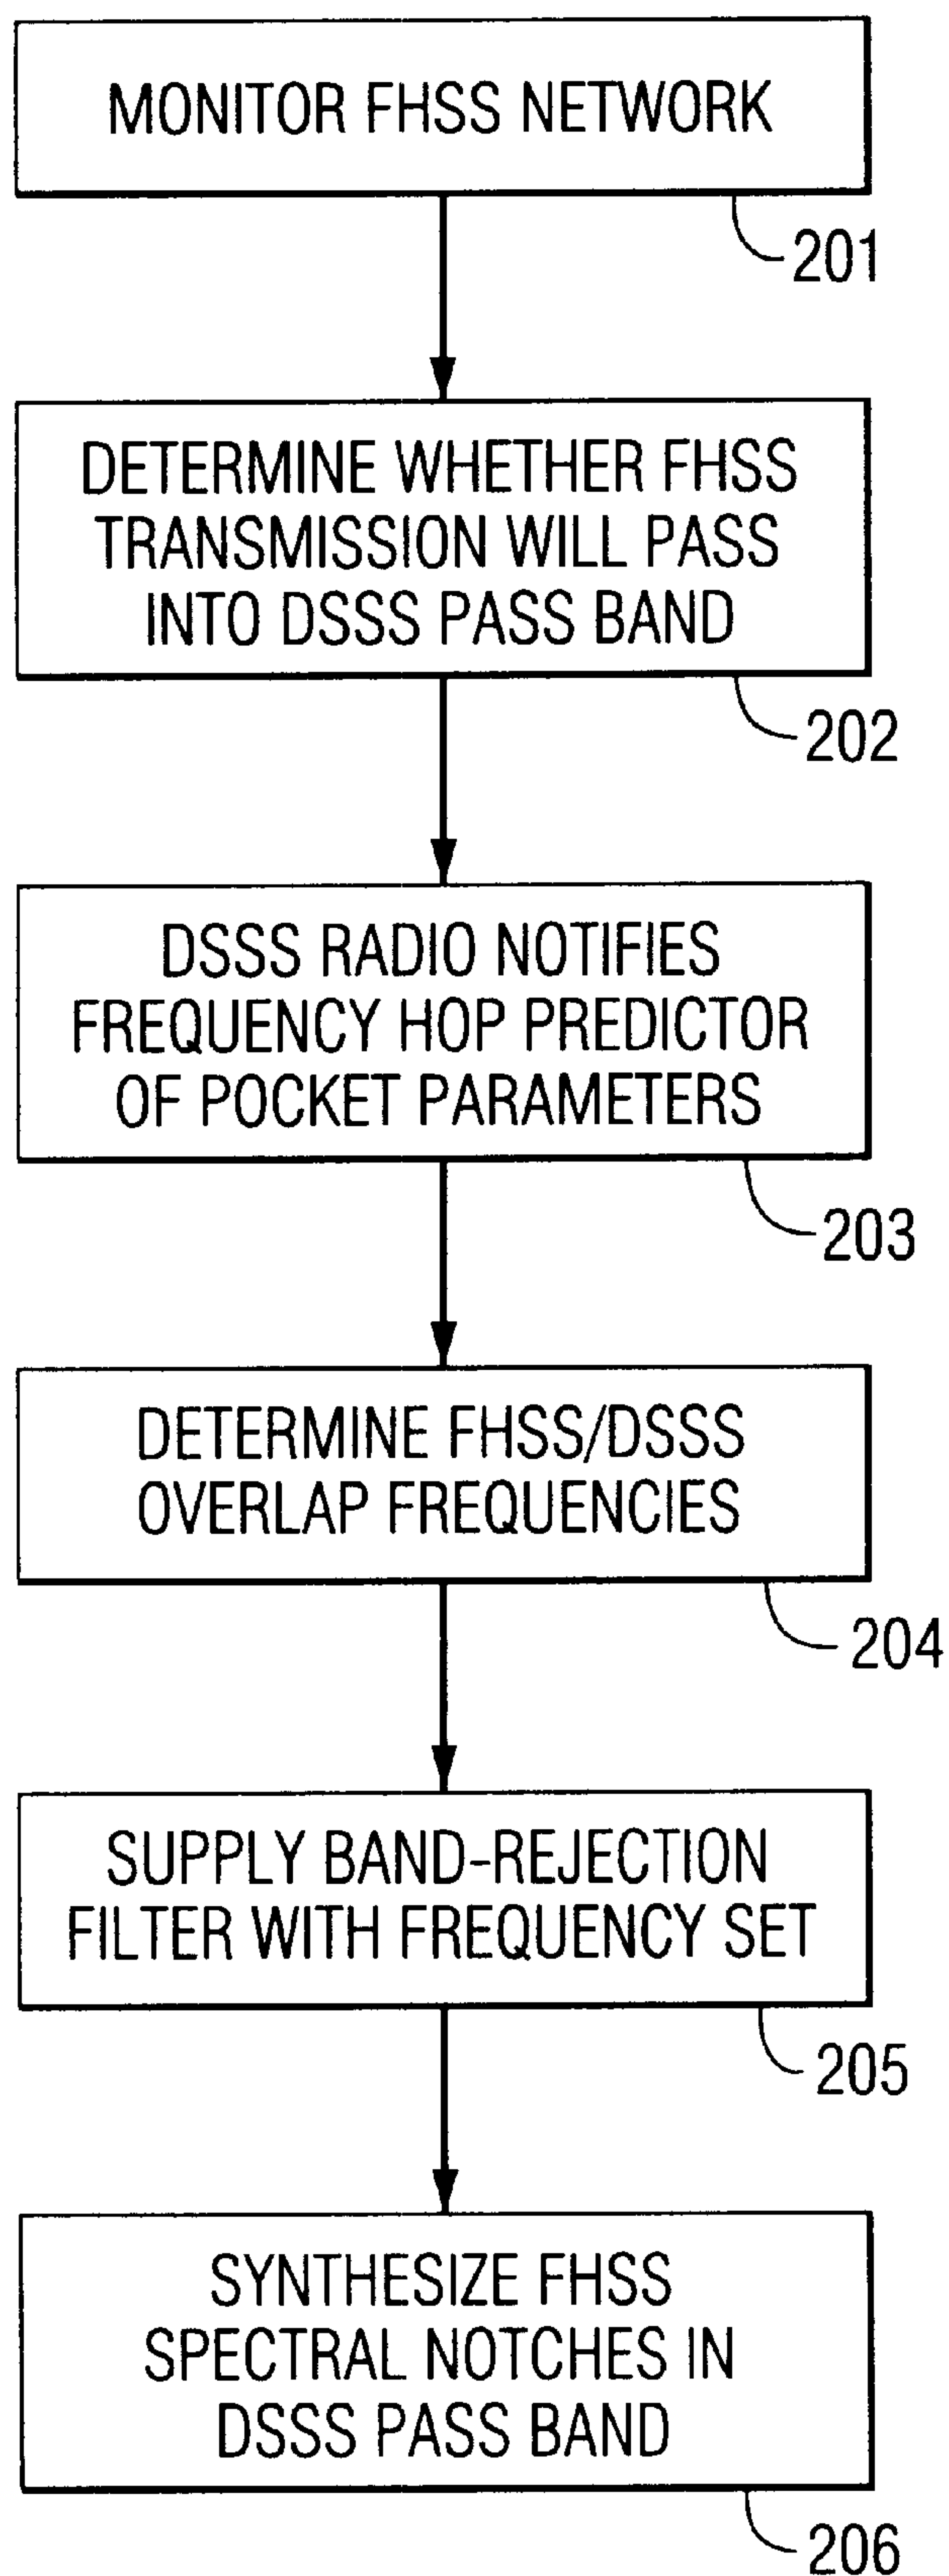 MONITOR FHSS NETWORK
201
DETERMINE WHETHER FHSS
TRANSMISSION WILL PASS
INTO DSSS PASS BAND
202
DSSS RADIO NOTIFIES
FREQUENCY HOP PREDICTOR
OF POCKET PARAMETERS
203
DETERMINE FHSS/DSSS
OVERLAP FREQUENCIES
204
SUPPLY BAND-REJECTION
FILTER WITH FREQUENCY SET
205
SYNTHESIZE FHSS
SPECTRAL NOTCHES IN
DSSS PASS BAND
206